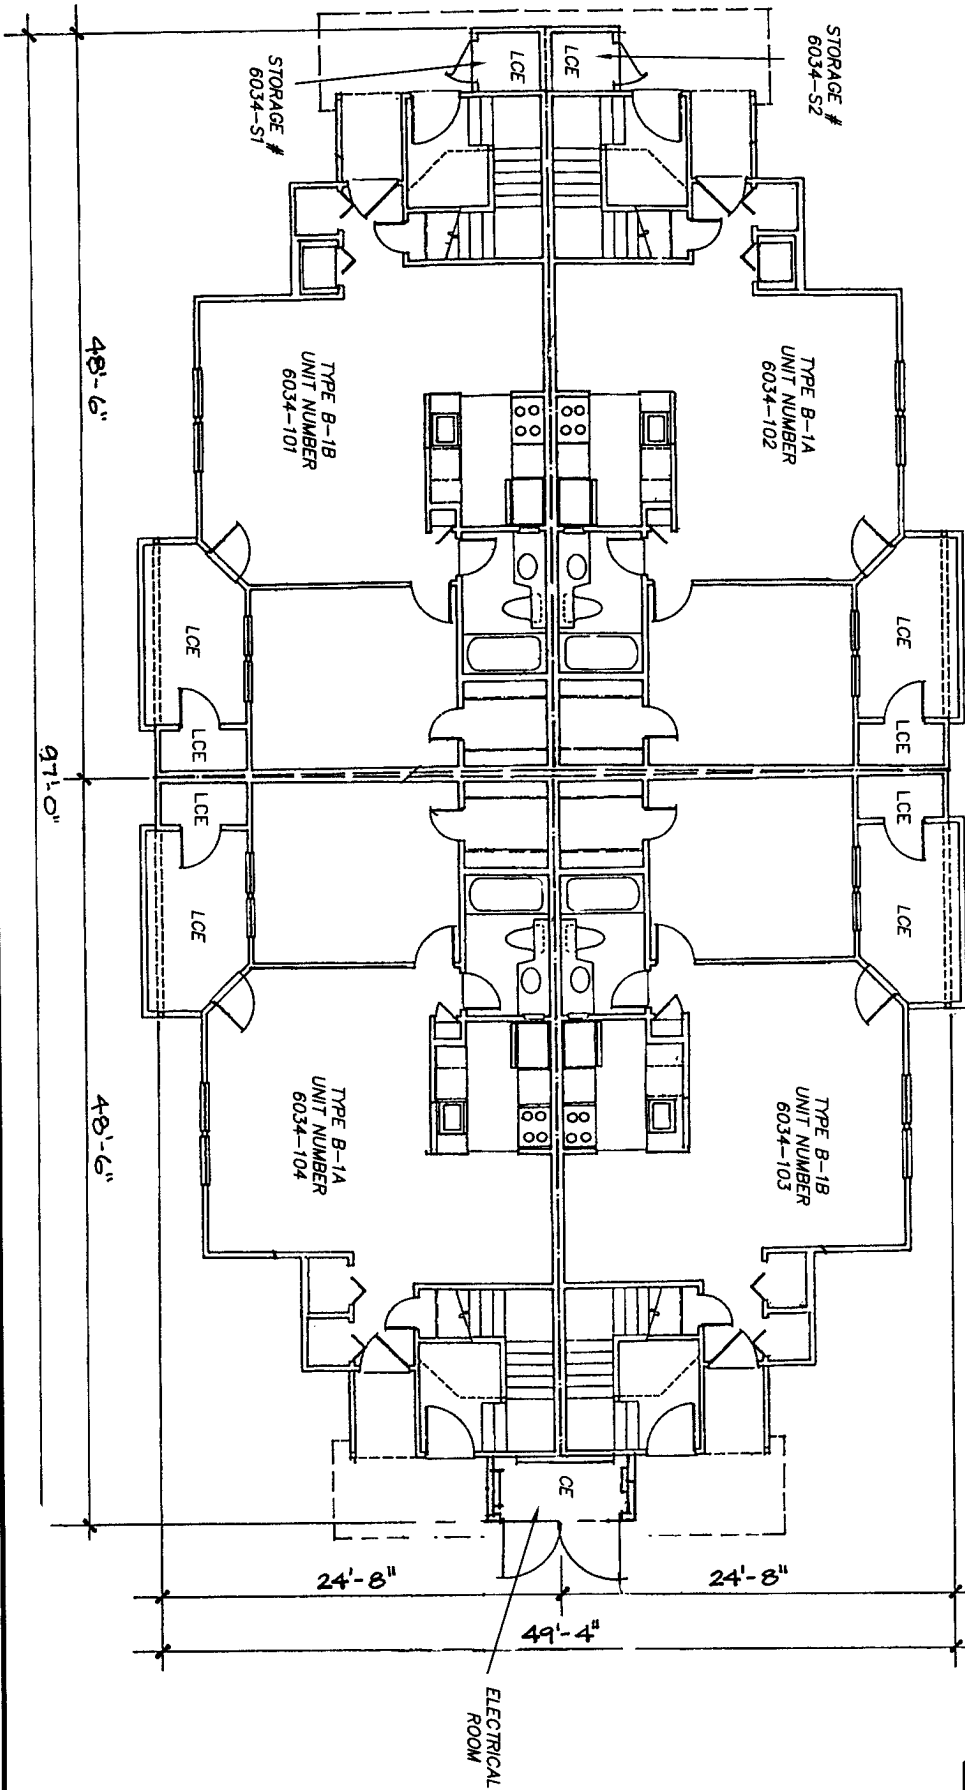 STORAGE #
6034-S2
STORAGE #
6034-S1
LCE
LCE
TYPE B-1A
UNIT NUMBER
6034-102
TYPE B-1B
UNIT NUMBER
6034-101
48'-6"
LCE
LCE
LCE
LCE
97'-0"
LCE
LCE
LCE
LCE
48'-6"
TYPE B-1B
UNIT NUMBER
6034-103
TYPE B-1A
UNIT NUMBER
6034-104
CE
24'-8"
24'-8"
49'-4"
ELECTRICAL
ROOM